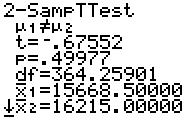 2-SampTTest
μ1≠μ2
t=-.67552
p=.49977
df=364.25901
x̄1=15668.50000
↓x̄2=16215.00000